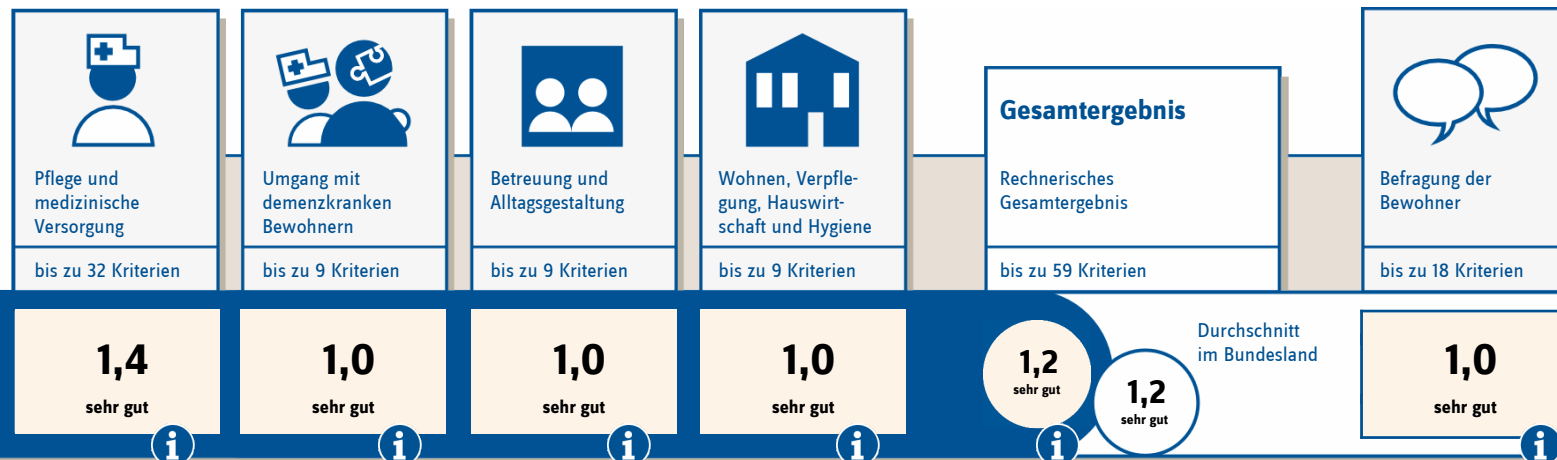 Pflege und
medizinische
Versorgung
bis zu 32 Kriterien
1,4
sehr gut
i
Umgang mit
demenzkranken
Bewohnern
bis zu 9 Kriterien
1,0
sehr gut
i
Betreuung und
Alltagsgestaltung
bis zu 9 Kriterien
1,0
sehr gut
i
Wohnen, Verpfle-
gung, Hauswirt-
schaft und Hygiene
bis zu 9 Kriterien
1,0
sehr gut
i
Gesamtergebnis
Rechnerisches
Gesamtergebnis
bis zu 59 Kriterien
1,2
sehr gut
i
Durchschnitt
im Bundesland
1,2
sehr gut
Befragung der
Bewohner
bis zu 18 Kriterien
1,0
sehr gut
i